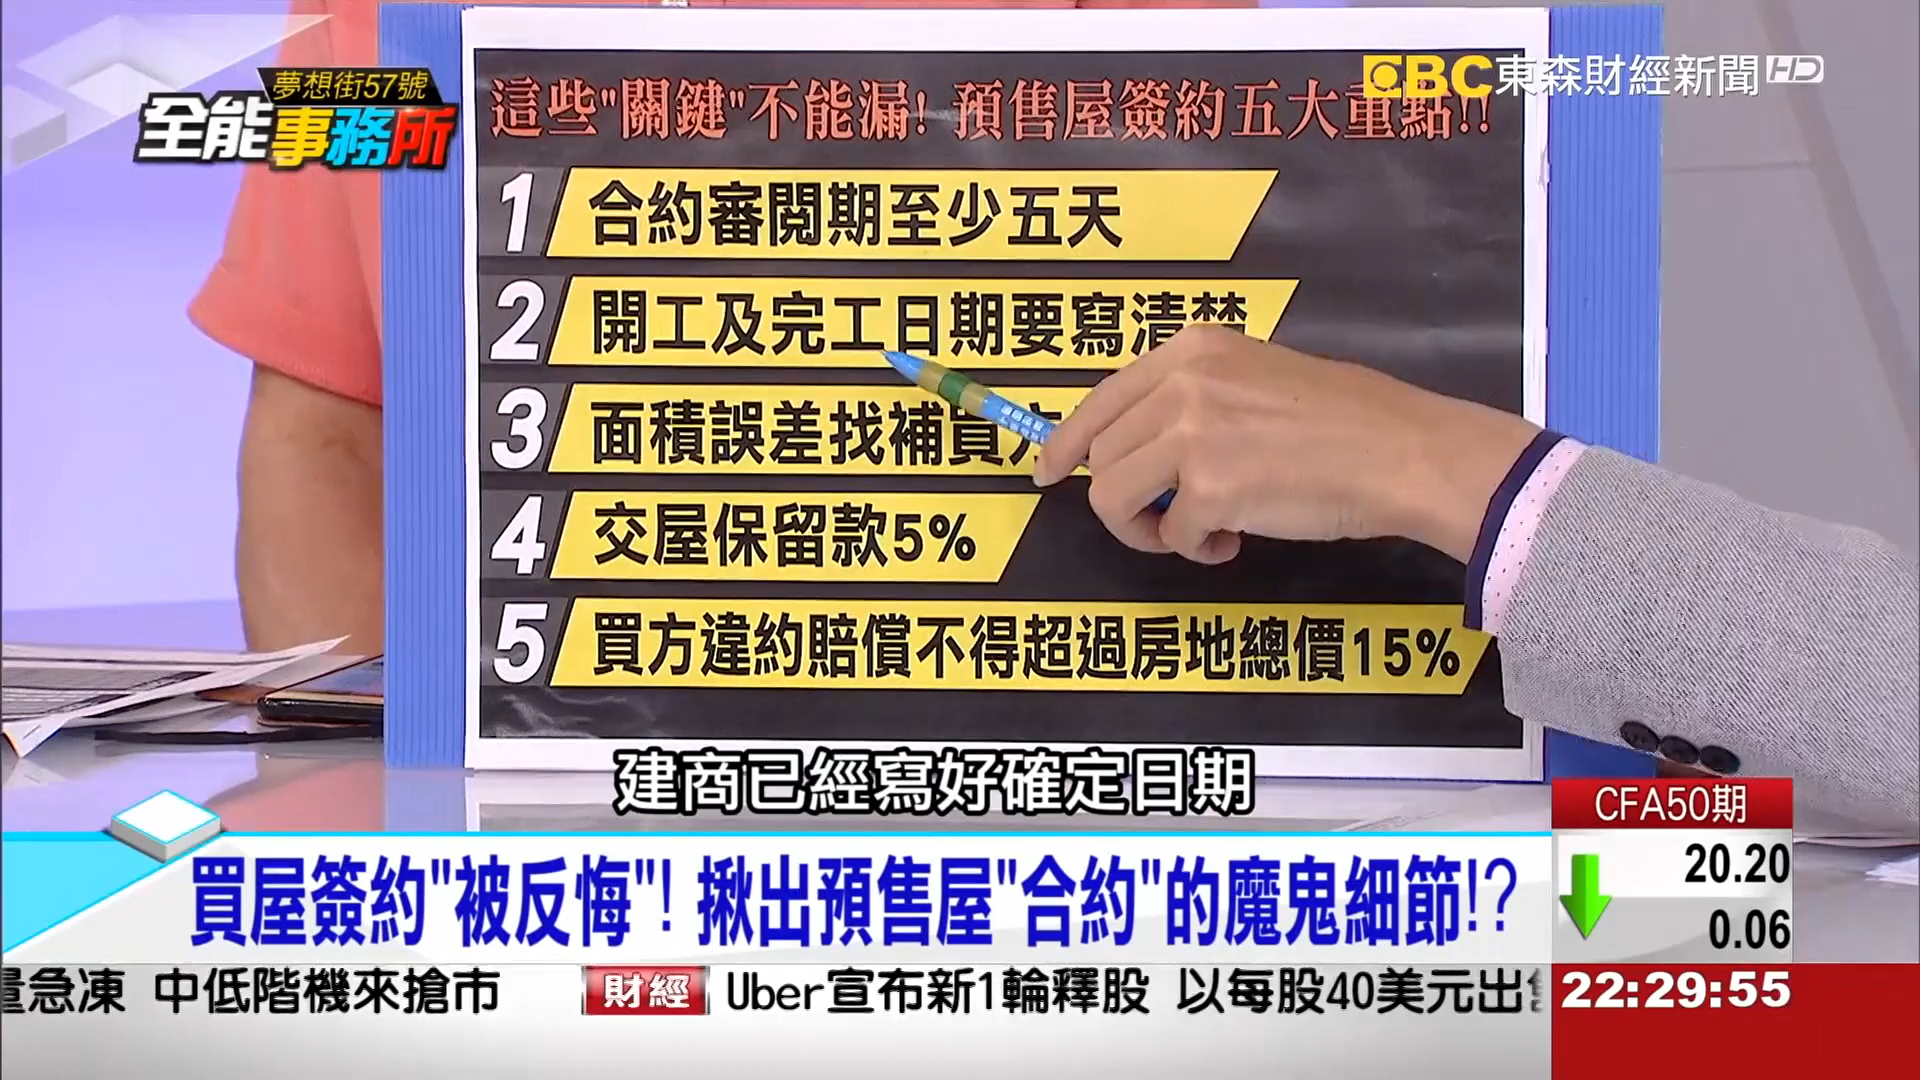 夢想街57號
全能事務所
EBC東森財經新聞HD
這些"關鍵"不能漏! 預售屋簽約五大重點!!
1 合約審閱期至少五天
2 開工及完工日期要寫清楚
3 面積誤差找補買方
4 交屋保留款5%
5 買方違約賠償不得超過房地總價15%
建商已經寫好確定日期
買屋簽約"被反悔"! 揪出預售屋"合約"的魔鬼細節!?
CFA50期
20.20
0.06
量急凍 中低階機來搶市 財經 Uber宣布新1輪釋股 以每股40美元出售
22:29:55